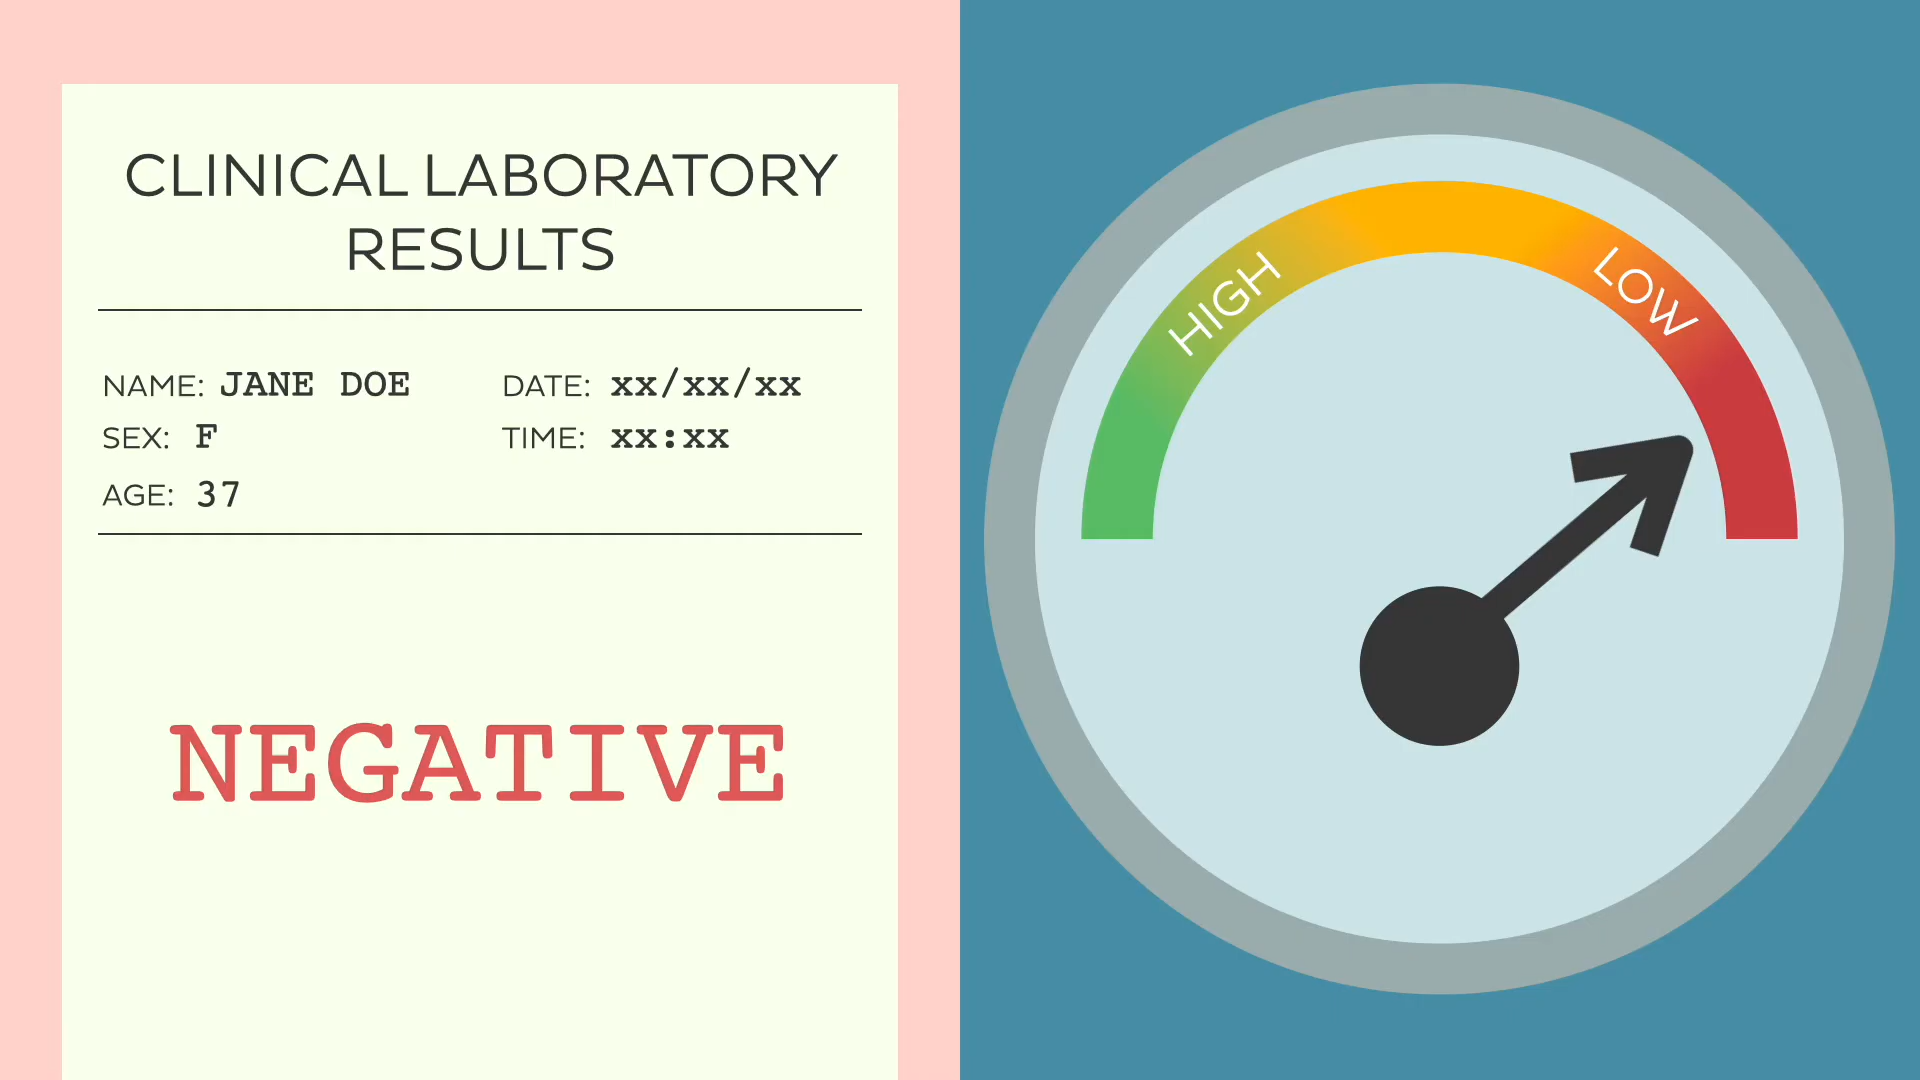 CLINICAL LABORATORY
RESULTS
NAME: JANE DOE
DATE: xx/xx/xx
SEX: F
TIME: xx:xx
AGE: 37
NEGATIVE
HIGH
LOW